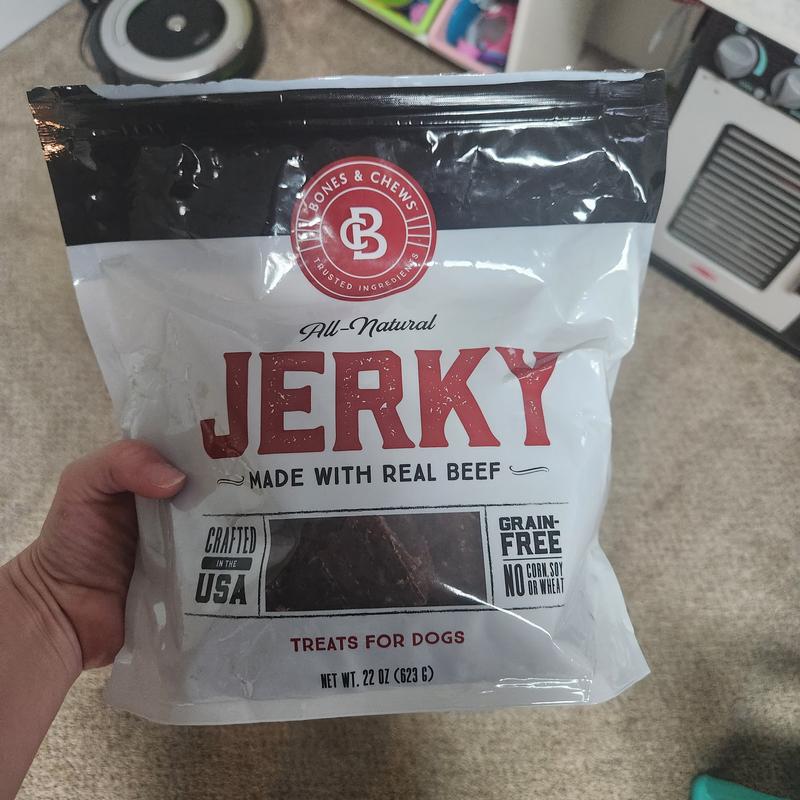 BONES & CHEWS™
CB
TRUSTED INGREDIENTS
All-Natural
JERKY
MADE WITH REAL BEEF
CRAFTED
IN THE
USA
GRAIN-
FREE
NO CORN, SOY
OR WHEAT
TREATS FOR DOGS
NET WT. 22 OZ (623 G)